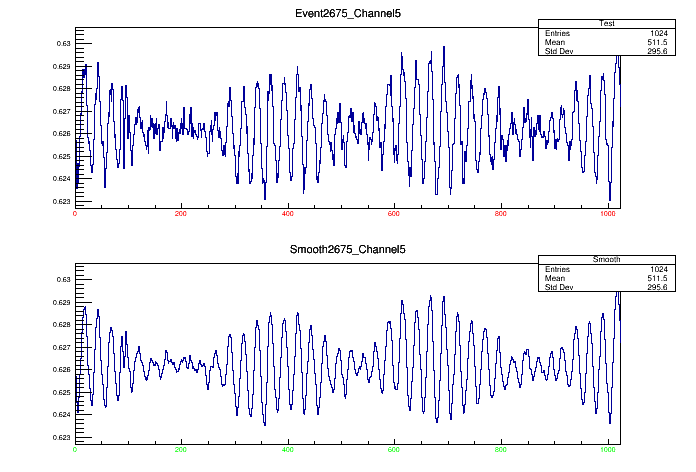 Event2675_Channel5
Test
Entries 1024
Mean 511.5
Std Dev 295.6
0.63
0.629
0.628
0.627
0.626
0.625
0.624
0.623
0 200 400 600 800 1000
Smooth2675_Channel5
Smooth
Entries 1024
Mean 511.5
Std Dev 295.6
0.63
0.629
0.628
0.627
0.626
0.625
0.624
0.623
0 200 400 600 800 1000